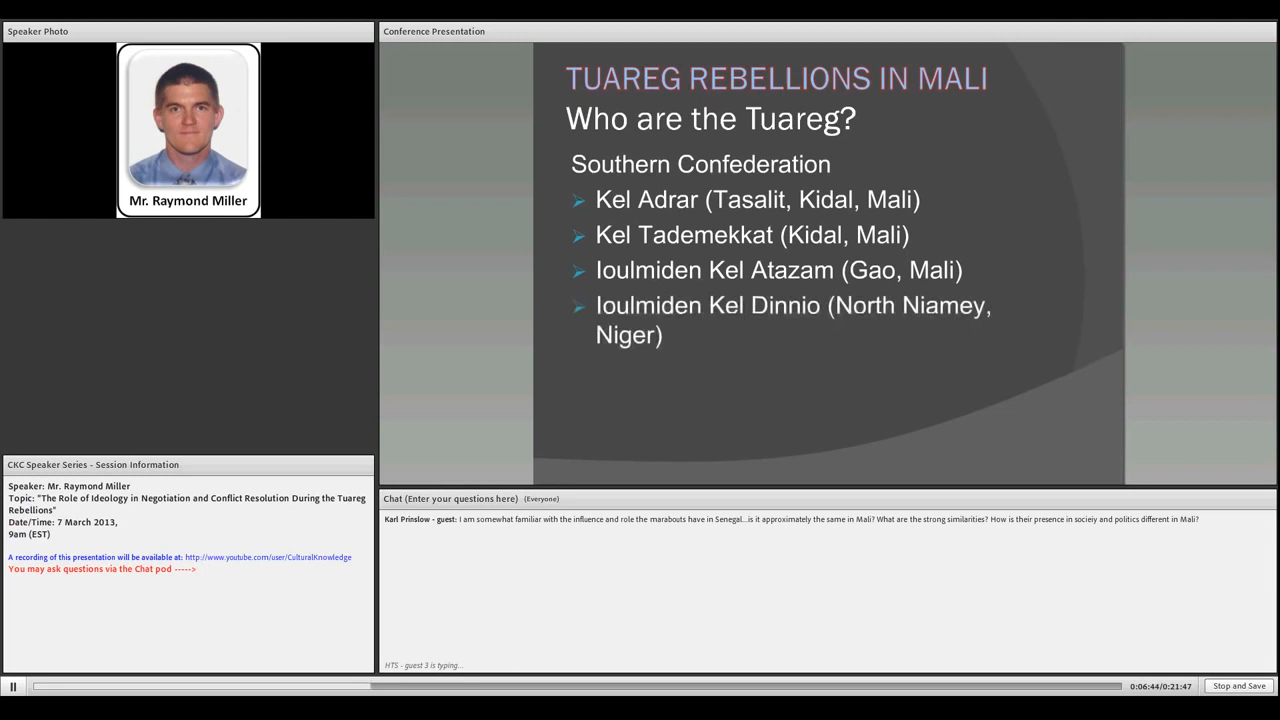 Speaker Photo
Mr. Raymond Miller
Conference Presentation
TUAREG REBELLIONS IN MALI
Who are the Tuareg?
Southern Confederation
Kel Adrar (Tasalit, Kidal, Mali)
Kel Tademekkat (Kidal, Mali)
Ioulmiden Kel Atazam (Gao, Mali)
Ioulmiden Kel Dinnio (North Niamey,
Niger)
CKC Speaker Series - Session Information
Speaker: Mr. Raymond Miller
Topic: "The Role of Ideology in Negotiation and Conflict Resolution During the Tuareg
Rebellions"
Date/Time: 7 March 2013,
9am (EST)
A recording of this presentation will be available at: http://www.youtube.com/user/CulturalKnowledge
You may ask questions via the Chat pod ----->
Chat (Enter your questions here) (Everyone)
Karl Prinslow - guest: I am somewhat familiar with the influence and role the marabouts have in Senegal...is it approximately the same in Mali? What are the strong similarities? How is their presence in socieiy and politics different in Mali?
HTS - guest 3 is typing...
0:06:44/0:21:47
Stop and Save